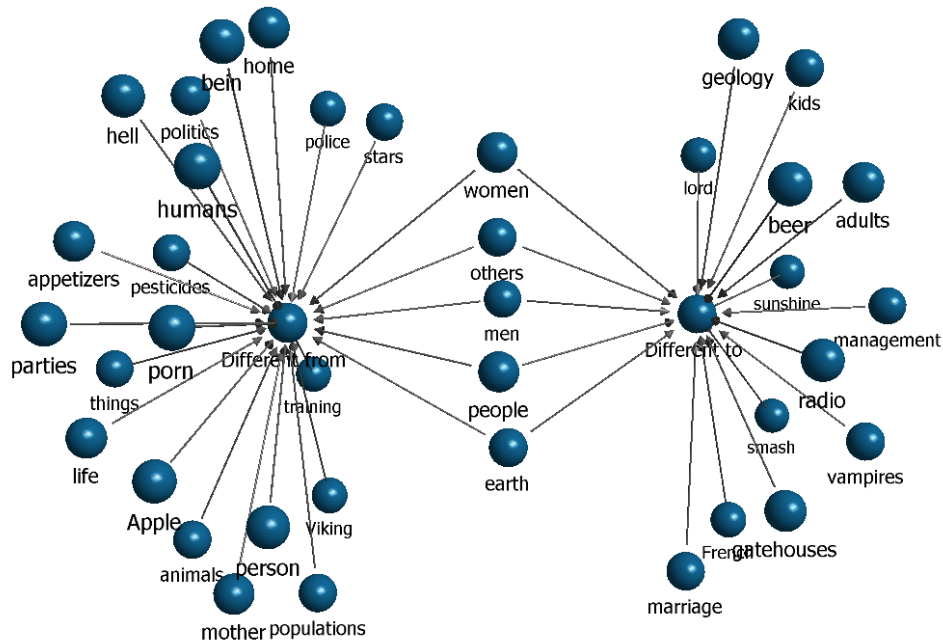 home
bein
geology
kids
hell
politics
police
stars
women
lord
humans
beer
adults
appetizers
pesticides
others
sunshine
men
management
parties
porn
Different from
Different to
things
training
people
radio
life
smash
vampires
earth
Apple
Viking
animals
person
French
gatehouses
marriage
mother
populations